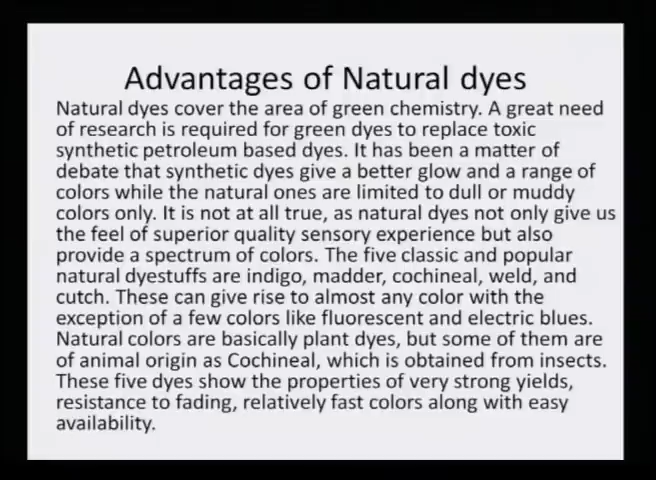 Advantages of Natural dyes
Natural dyes cover the area of green chemistry. A great need
of research is required for green dyes to replace toxic
synthetic petroleum based dyes. It has been a matter of
debate that synthetic dyes give a better glow and a range of
colors while the natural ones are limited to dull or muddy
colors only. It is not at all true, as natural dyes not only give us
the feel of superior quality sensory experience but also
provide a spectrum of colors. The five classic and popular
natural dyestuffs are indigo, madder, cochineal, weld, and
cutch. These can give rise to almost any color with the
exception of a few colors like fluorescent and electric blues.
Natural colors are basically plant dyes, but some of them are
of animal origin as Cochineal, which is obtained from insects.
These five dyes show the properties of very strong yields,
resistance to fading, relatively fast colors along with easy
availability.